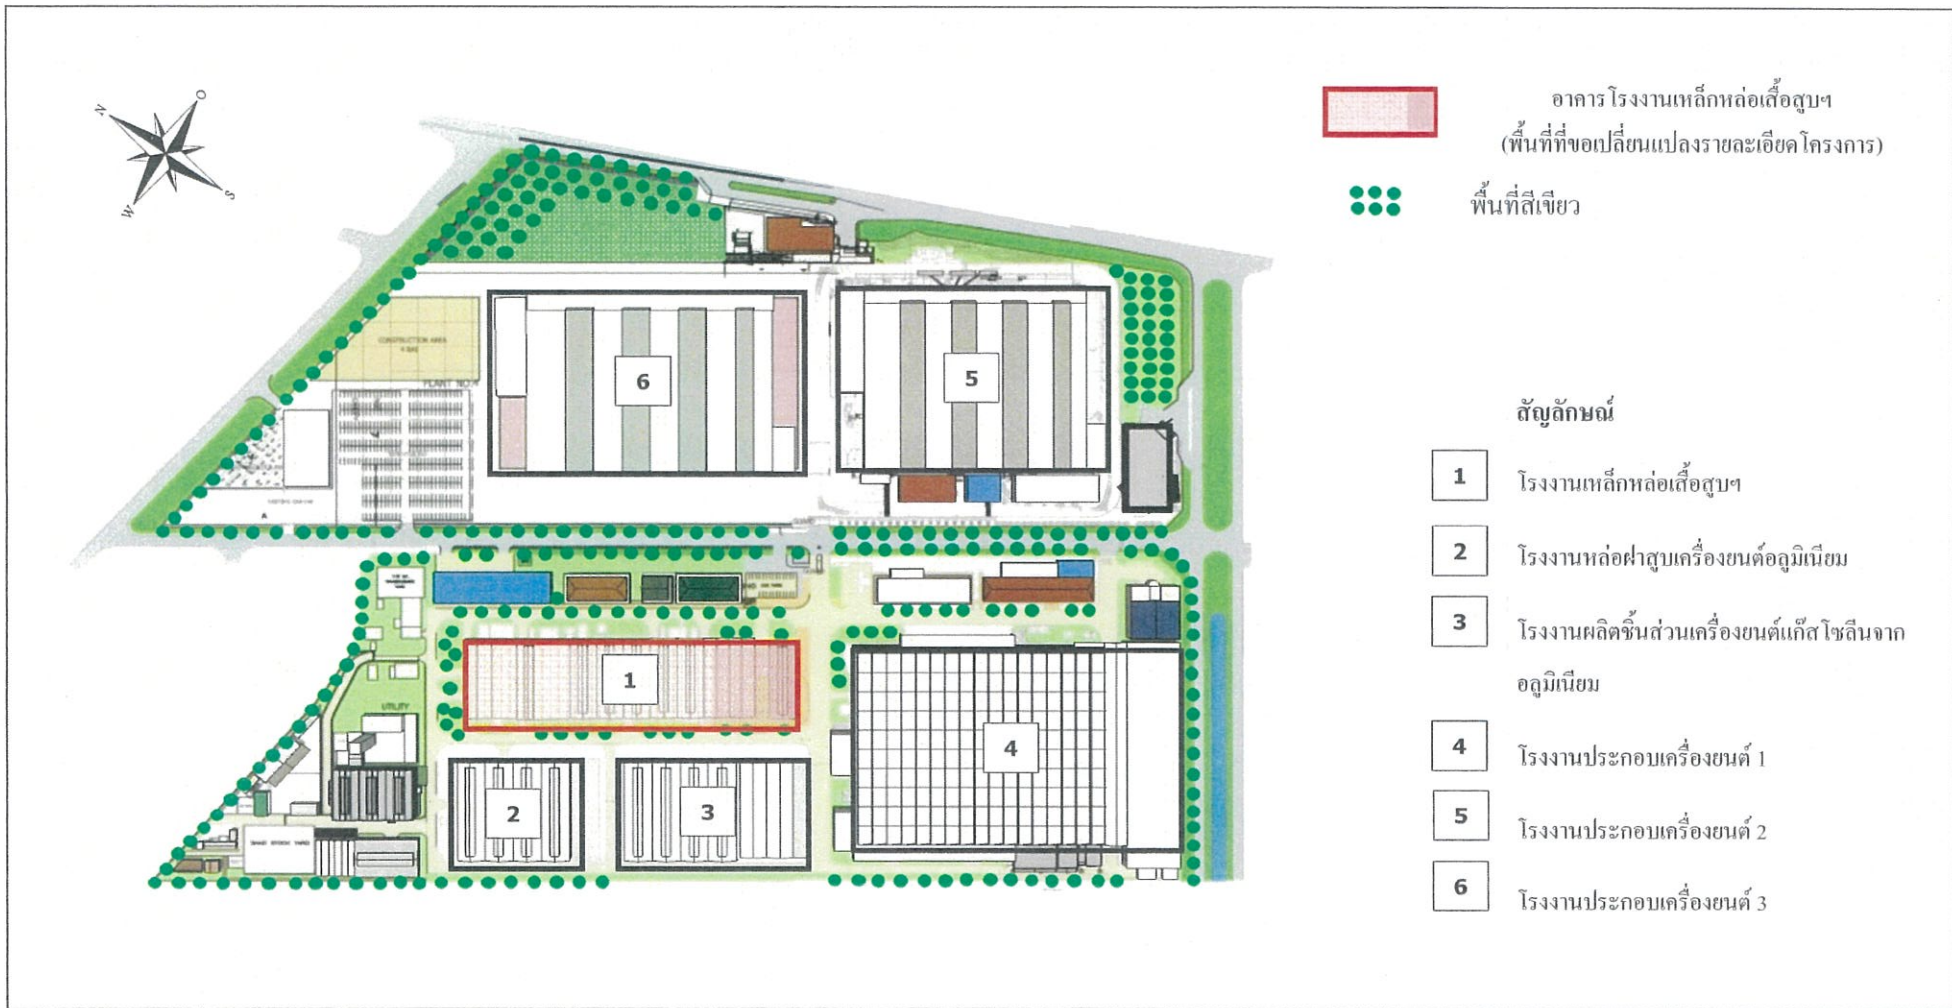 N
O
W
S
อาคารโรงงานเหล็กหล่อเสื้อสูบฯ
(พื้นที่ที่ขอเปลี่ยนแปลงรายละเอียดโครงการ)
พื้นที่สีเขียว
CONSTRUCTION AREA
PLANT NO.
A
6
5
1
UTILITY
2
3
4
สัญลักษณ์
1 โรงงานเหล็กหล่อเสื้อสูบฯ
2 โรงงานหล่อฝาสูบเครื่องยนต์อลูมิเนียม
3 โรงงานผลิตชิ้นส่วนเครื่องยนต์แก๊สโซลีนจาก
อลูมิเนียม
4 โรงงานประกอบเครื่องยนต์ 1
5 โรงงานประกอบเครื่องยนต์ 2
6 โรงงานประกอบเครื่องยนต์ 3